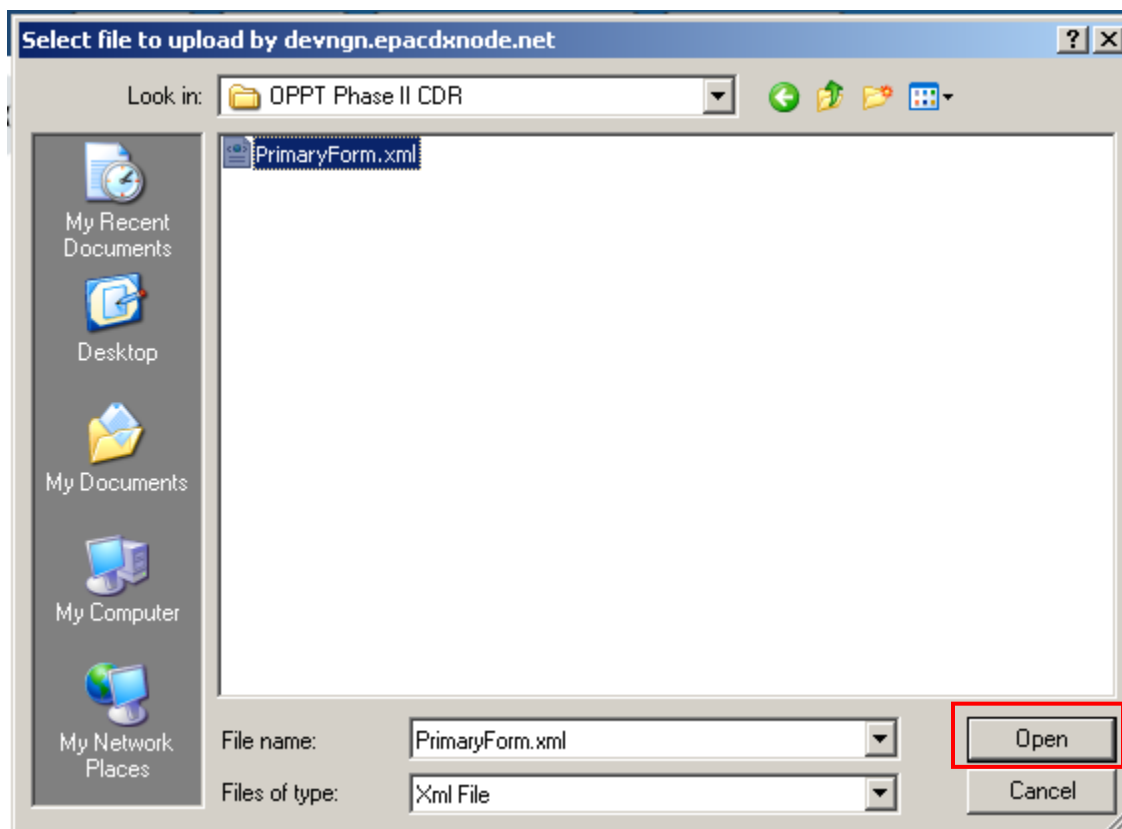 Select file to upload by devngn.epacdxnode.net
Look in:
OPPT Phase II CDR
PrimaryForm.xml
My Recent
Documents
Desktop
My Documents
My Computer
My Network
Places
File name:
PrimaryForm.xml
Open
Files of type:
Xml File
Cancel